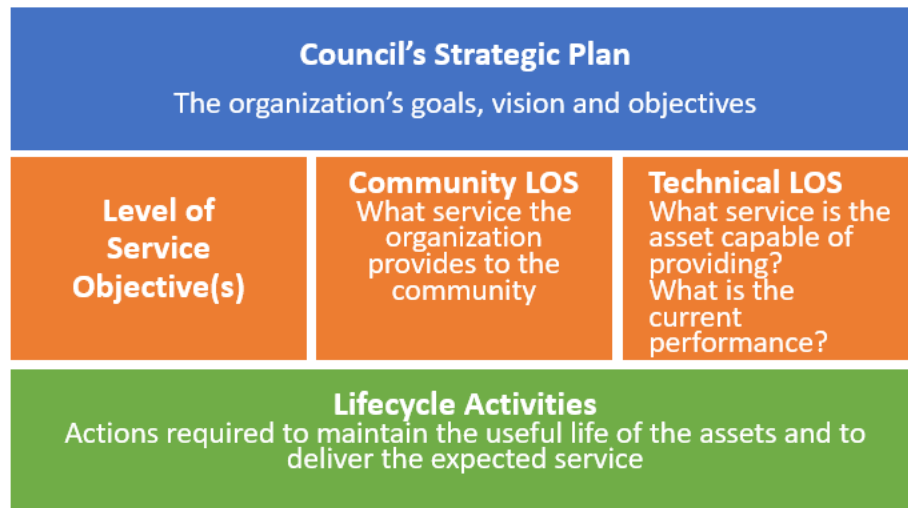 Council’s Strategic Plan
The organization’s goals, vision and objectives
Level of
Service
Objective(s)
Community LOS
What service the
organization
provides to the
community
Technical LOS
What service is the
asset capable of
providing?
What is the
current
performance?
Lifecycle Activities
Actions required to maintain the useful life of the assets and to
deliver the expected service